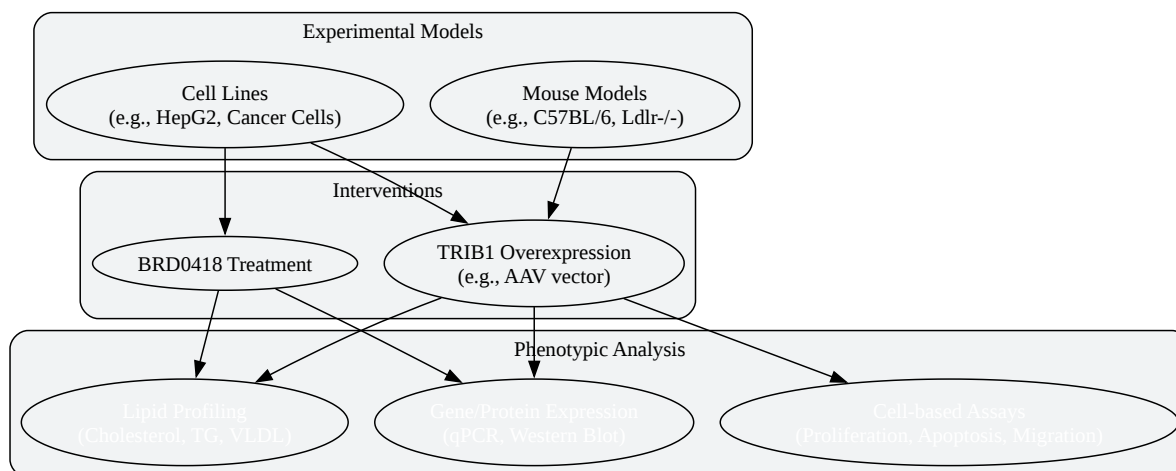 Experimental Models
Cell Lines
(e.g., HepG2, Cancer Cells)
Mouse Models
(e.g., C57BL/6, Ldlr-/-)
Interventions
BRD0418 Treatment
TRIB1 Overexpression
(e.g., AAV vector)
Phenotypic Analysis
Lipid Profiling
(Cholesterol, TG, VLDL)
Gene/Protein Expression
(qPCR, Western Blot)
Cell-based Assays
(Proliferation, Apoptosis, Migration)